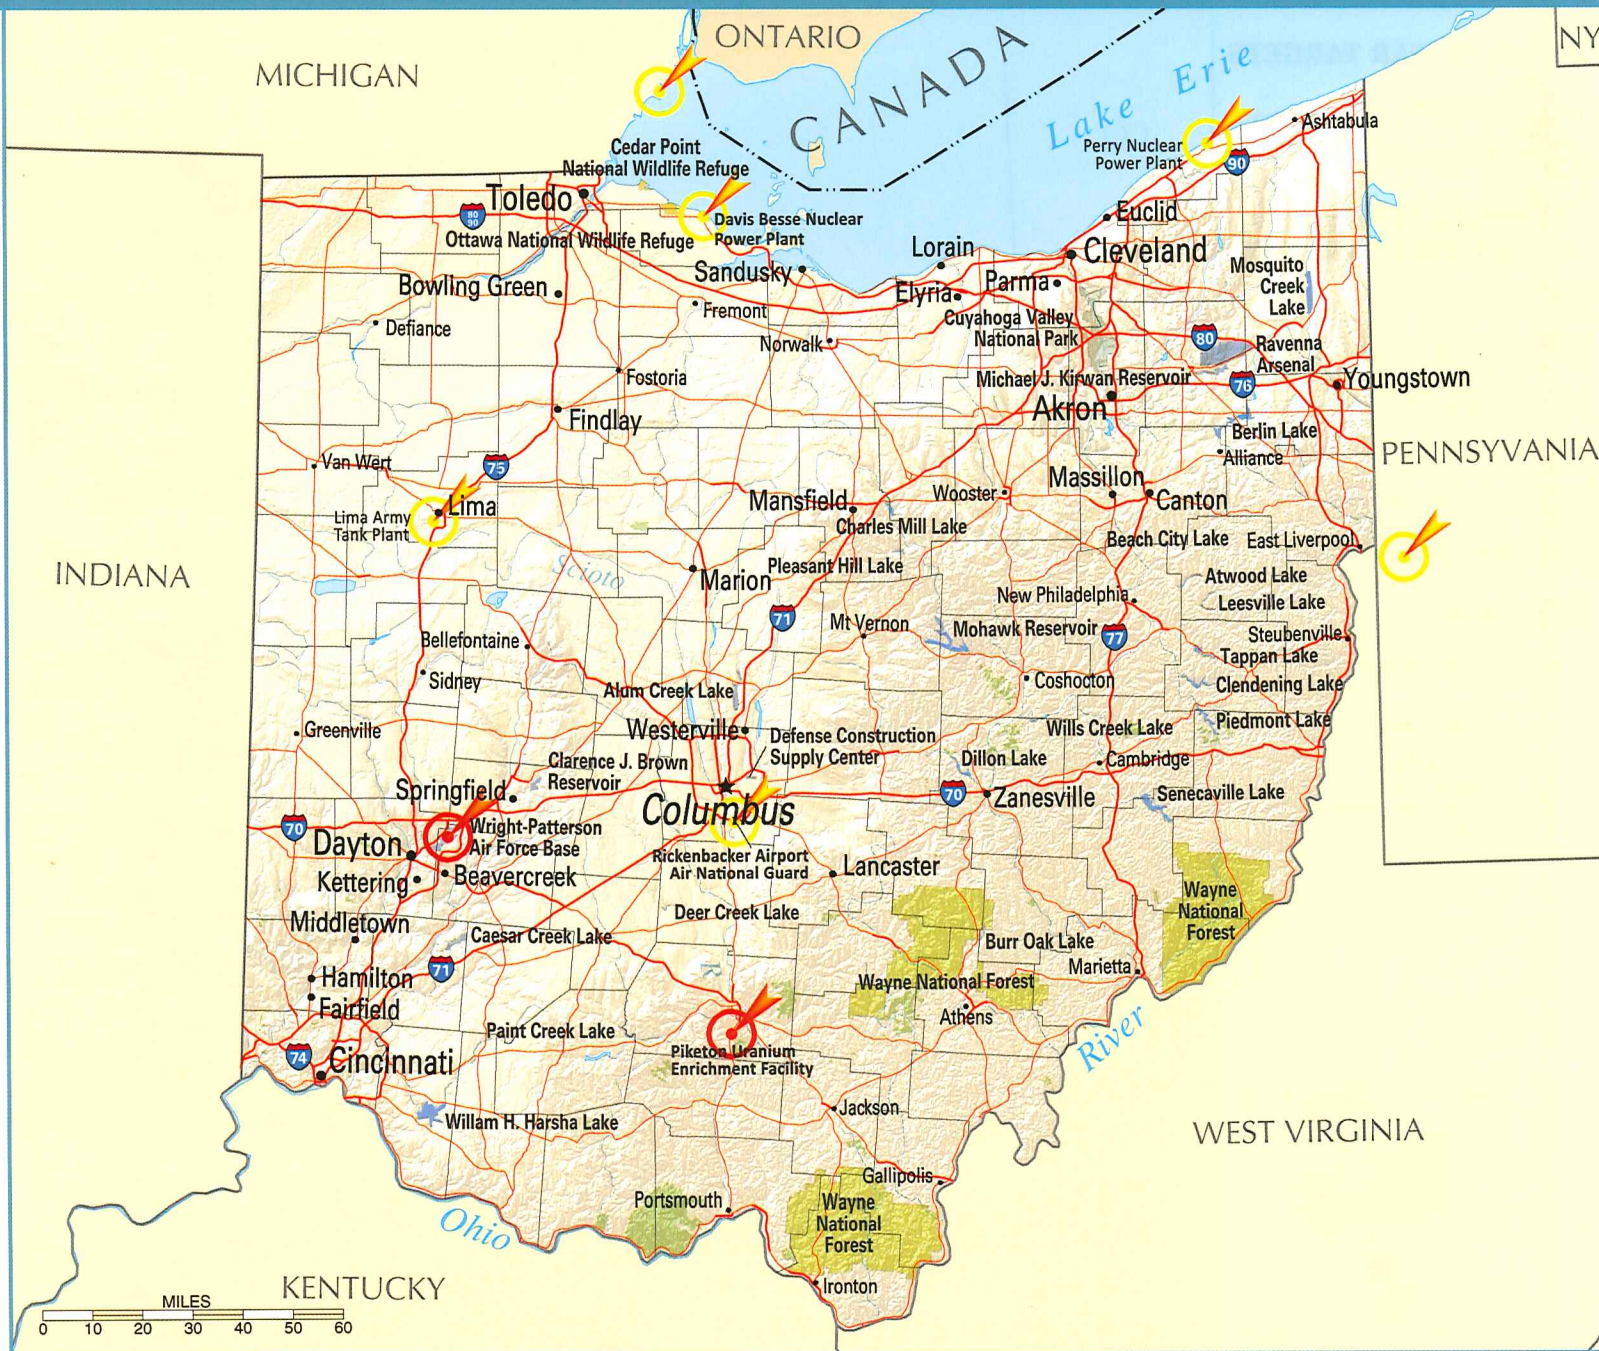 ONTARIO
NY
MICHIGAN
CANADA
Lake Erie
Ashtabula
Cedar Point
National Wildlife Refuge
Perry Nuclear
Power Plant
90
Toledo
80
90
Davis Besse Nuclear
Power Plant
Euclid
Ottawa National Wildlife Refuge
Lorain
Cleveland
Sandusky
Mosquito
Creek
Lake
Bowling Green
Elyria
Parma
Fremont
Cuyahoga Valley
National Park
Defiance
Norwalk
80
Ravenna
Arsenal
Fostoria
Michael J. Kirwan Reservoir
76
Youngstown
Akron
Findlay
Berlin Lake
PENNSYVANIA
Van Wert
75
Alliance
Massillon
Mansfield
Wooster
Canton
Lima
Lima Army
Tank Plant
Charles Mill Lake
Beach City Lake
East Liverpool
INDIANA
Scioto
Marion
Pleasant Hill Lake
Atwood Lake
New Philadelphia
Leesville Lake
71
Mt Vernon
Mohawk Reservoir
77
Steubenville
Bellefontaine
Tappan Lake
Sidney
Alum Creek Lake
Coshocton
Clendening Lake
Greenville
Westerville
Defense Construction
Supply Center
Wills Creek Lake
Piedmont Lake
Clarence J. Brown
Reservoir
Dillon Lake
Cambridge
Springfield
Columbus
70
Zanesville
Senecaville Lake
70
Dayton
Wright-Patterson
Air Force Base
Rickenbacker Airport
Air National Guard
Lancaster
Kettering
Beavercreek
Wayne
National
Forest
Middletown
Deer Creek Lake
Caesar Creek Lake
Burr Oak Lake
71
R
Marietta
Hamilton
Wayne National Forest
Fairfield
Athens
Paint Creek Lake
River
74
Cincinnati
Piketon Uranium
Enrichment Facility
Jackson
Willam H. Harsha Lake
WEST VIRGINIA
Gallipolis
Portsmouth
Wayne
National
Forest
Ohio
KENTUCKY
Ironton
MILES
0 10 20 30 40 50 60